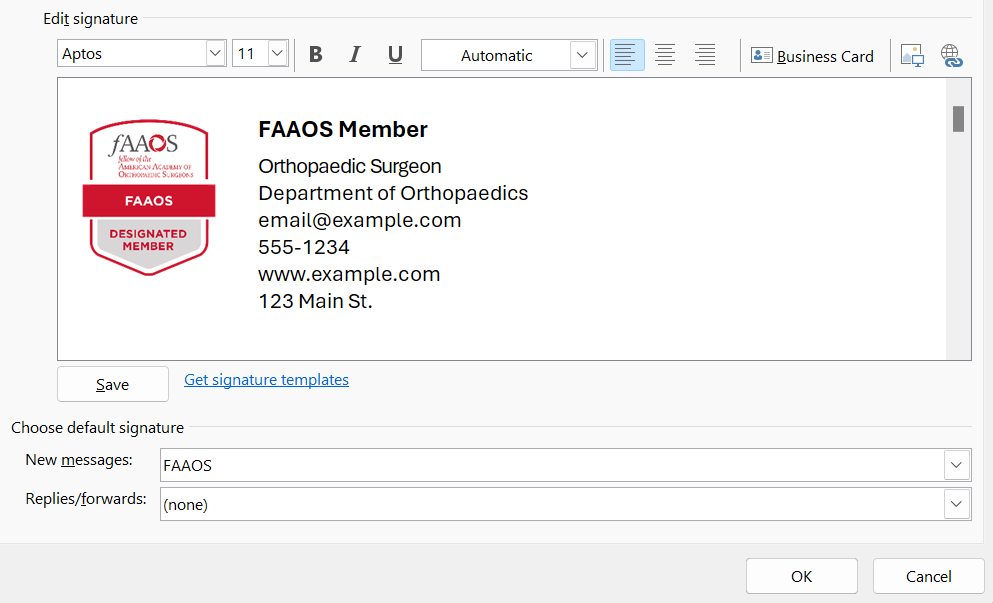 Edit signature
Aptos
11
B I U
Automatic
Business Card
fAAOS
fellow of the
AMERICAN ACADEMY OF
ORTHOPAEDIC SURGEONS
FAAOS
DESIGNATED
MEMBER
FAAOS Member
Orthopaedic Surgeon
Department of Orthopaedics
email@example.com
555-1234
www.example.com
123 Main St.
Save
Get signature templates
Choose default signature
New messages:
FAAOS
Replies/forwards:
(none)
OK
Cancel